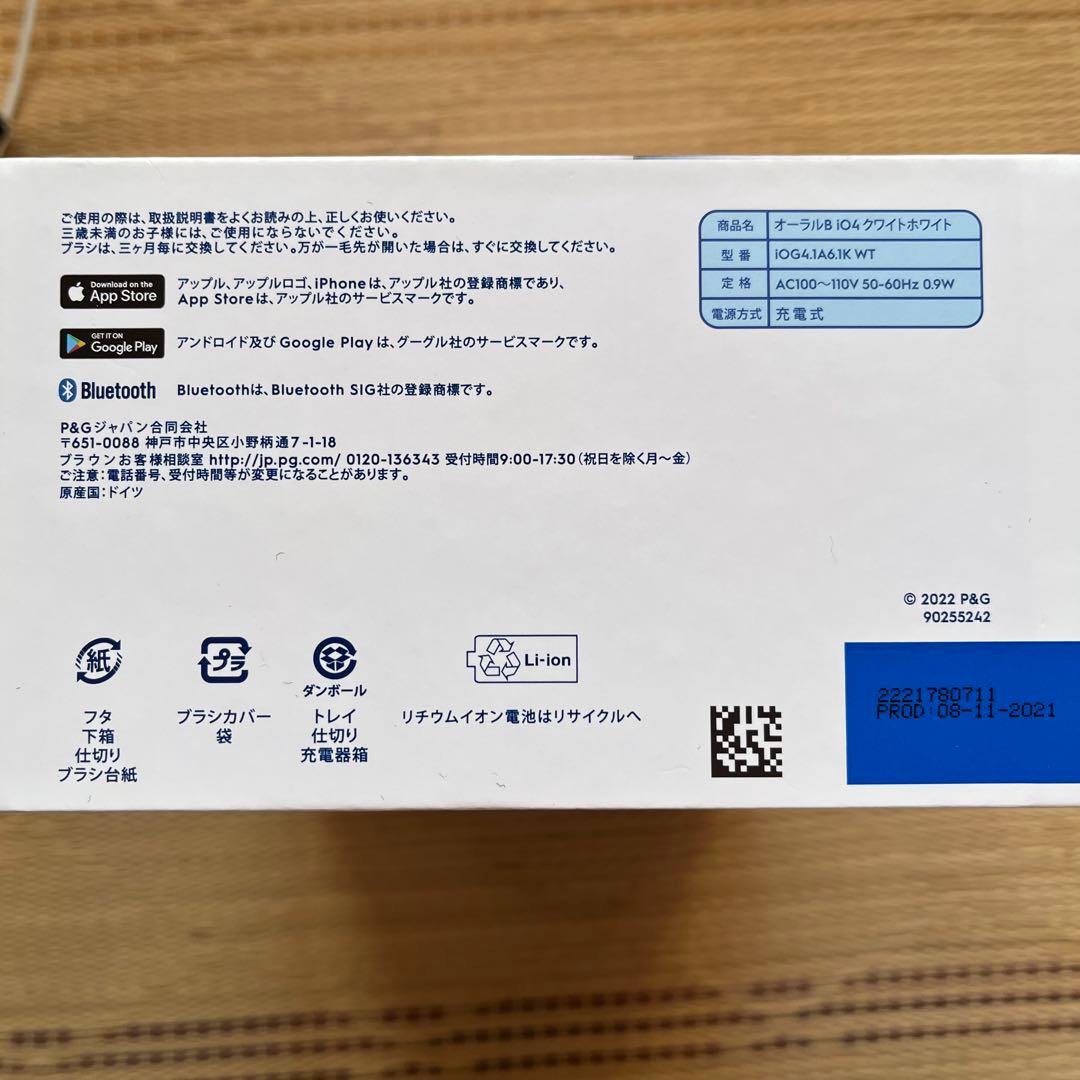 ご使用の際は、取扱説明書をよくお読みの上、正しくお使いください。
三歳未満のお子様には、ご使用にならないでください。
ブラシは、三ヶ月毎に交換してください。万が一毛先が開いた場合は、すぐに交換してください。
Download on the
App Store
アップル、アップルロゴ、iPhoneは、アップル社の登録商標であり、
App Storeは、アップル社のサービスマークです。
GET IT ON
Google Play
アンドロイド及び Google Play は、グーグル社のサービスマークです。
Bluetooth
Bluetoothは、Bluetooth SIG社の登録商標です。
P&Gジャパン合同会社
〒651-0088 神戸市中央区小野柄通7-1-18
ブラウンお客様相談室 http://jp.pg.com/ 0120-136343 受付時間9:00-17:30(祝日を除く月〜金)
ご注意:電話番号、受付時間等が変更になることがあります。
原産国:ドイツ
商品名 オーラルB iO4 クワイトホワイト
型番 iOG4.1A6.1K WT
定格 AC100〜110V 50-60Hz 0.9W
電源方式 充電式
© 2022 P&G
90255242
紙
フタ
下箱
仕切り
ブラシ台紙
プラ
ブラシカバー
袋
ダンボール
トレイ
仕切り
充電器箱
Li-ion
リチウムイオン電池はリサイクルへ
2221780711
PROD:08-11-2021